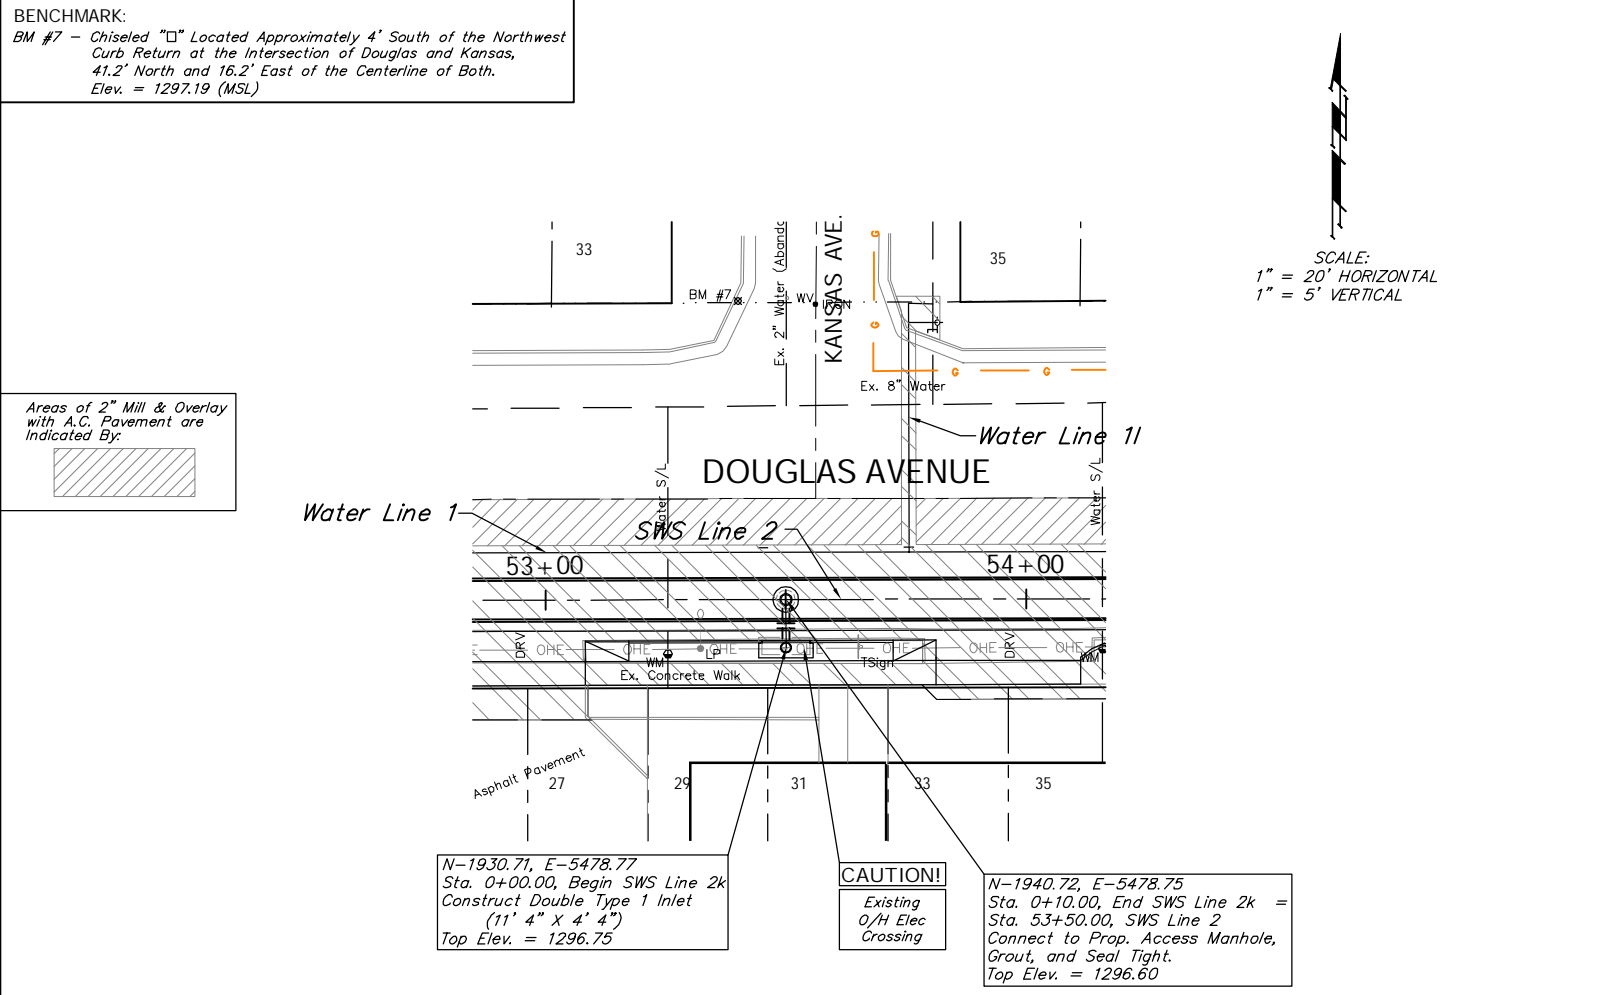 BENCHMARK:
BM #7 - Chiseled "□" Located Approximately 4' South of the Northwest
Curb Return at the Intersection of Douglas and Kansas,
41.2' North and 16.2' East of the Centerline of Both.
Elev. = 1297.19 (MSL)
SCALE:
1" = 20' HORIZONTAL
1" = 5' VERTICAL
33
35
Ex. 2" Water (Aband
KANSAS AVE.
G
BM #7
WV
IRON
G
G
G
Ex. 8" Water
Areas of 2" Mill & Overlay
with A.C. Pavement are
Indicated By:
Water Line 11
DOUGLAS AVENUE
Water S/L
Water S/L
Water Line 1
SWS Line 2
53+00
54+00
DRV
OHE
OHE
OHE
OHE
OHE
OHE
DRV
OHE
WM
LP
TSign
WM
Ex. Concrete Walk
Asphalt Pavement
27
29
31
33
35
N-1930.71, E-5478.77
Sta. 0+00.00, Begin SWS Line 2k
Construct Double Type 1 Inlet
(11' 4" X 4' 4")
Top Elev. = 1296.75
CAUTION!
Existing
O/H Elec
Crossing
N-1940.72, E-5478.75
Sta. 0+10.00, End SWS Line 2k =
Sta. 53+50.00, SWS Line 2
Connect to Prop. Access Manhole,
Grout, and Seal Tight.
Top Elev. = 1296.60